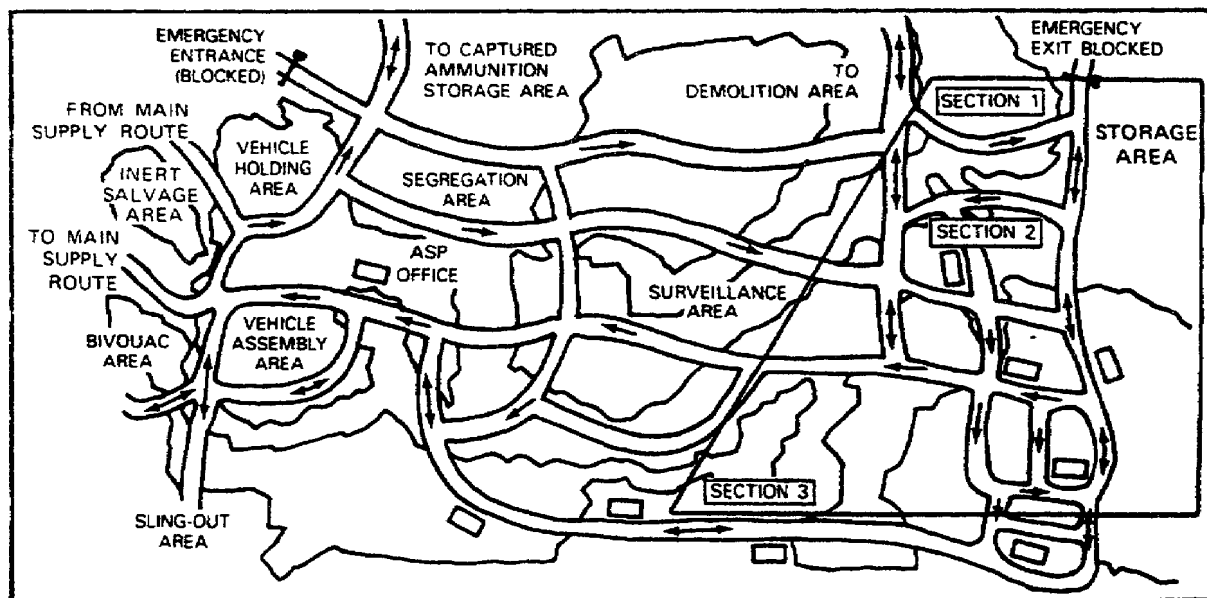 EMERGENCY
ENTRANCE
(BLOCKED)
TO CAPTURED
AMMUNITION
STORAGE AREA
TO
DEMOLITION AREA
EMERGENCY
EXIT BLOCKED
SECTION 1
STORAGE
AREA
FROM MAIN
SUPPLY ROUTE
VEHICLE
HOLDING
AREA
INERT
SALVAGE
AREA
SEGREGATION
AREA
SECTION 2
TO MAIN
SUPPLY
ROUTE
ASP
OFFICE
SURVEILLANCE
AREA
BIVOUAC
AREA
VEHICLE
ASSEMBLY
AREA
SECTION 3
SLING-OUT
AREA